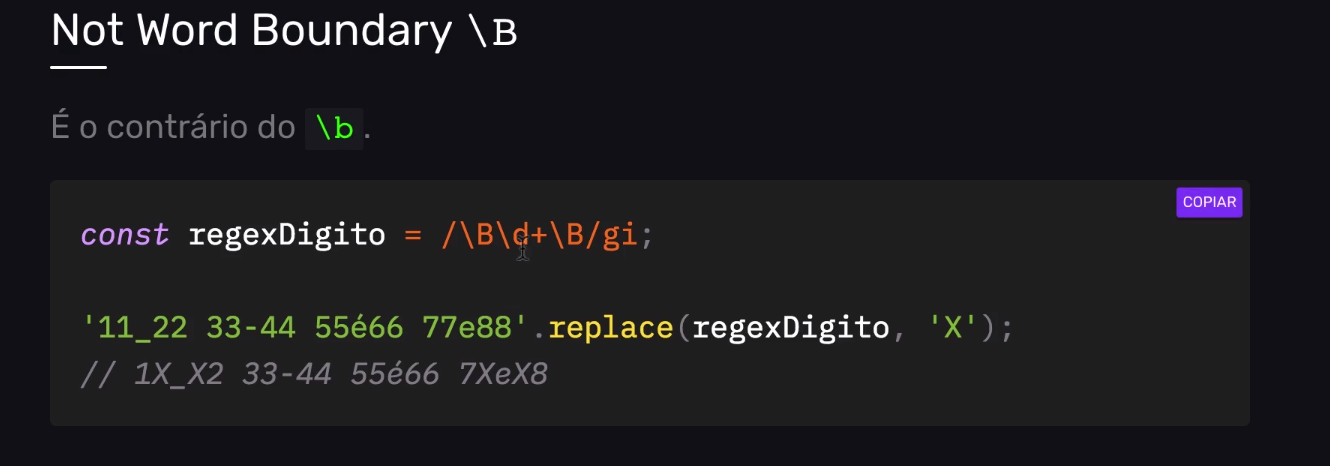 Not Word Boundary \B
É o contrário do \b.
COPIAR
const regexDigito = /\B\d+\B/gi;
'11_22 33-44 55é66 77e88'.replace(regexDigito, 'X');
// 1X_X2 33-44 55é66 7XeX8